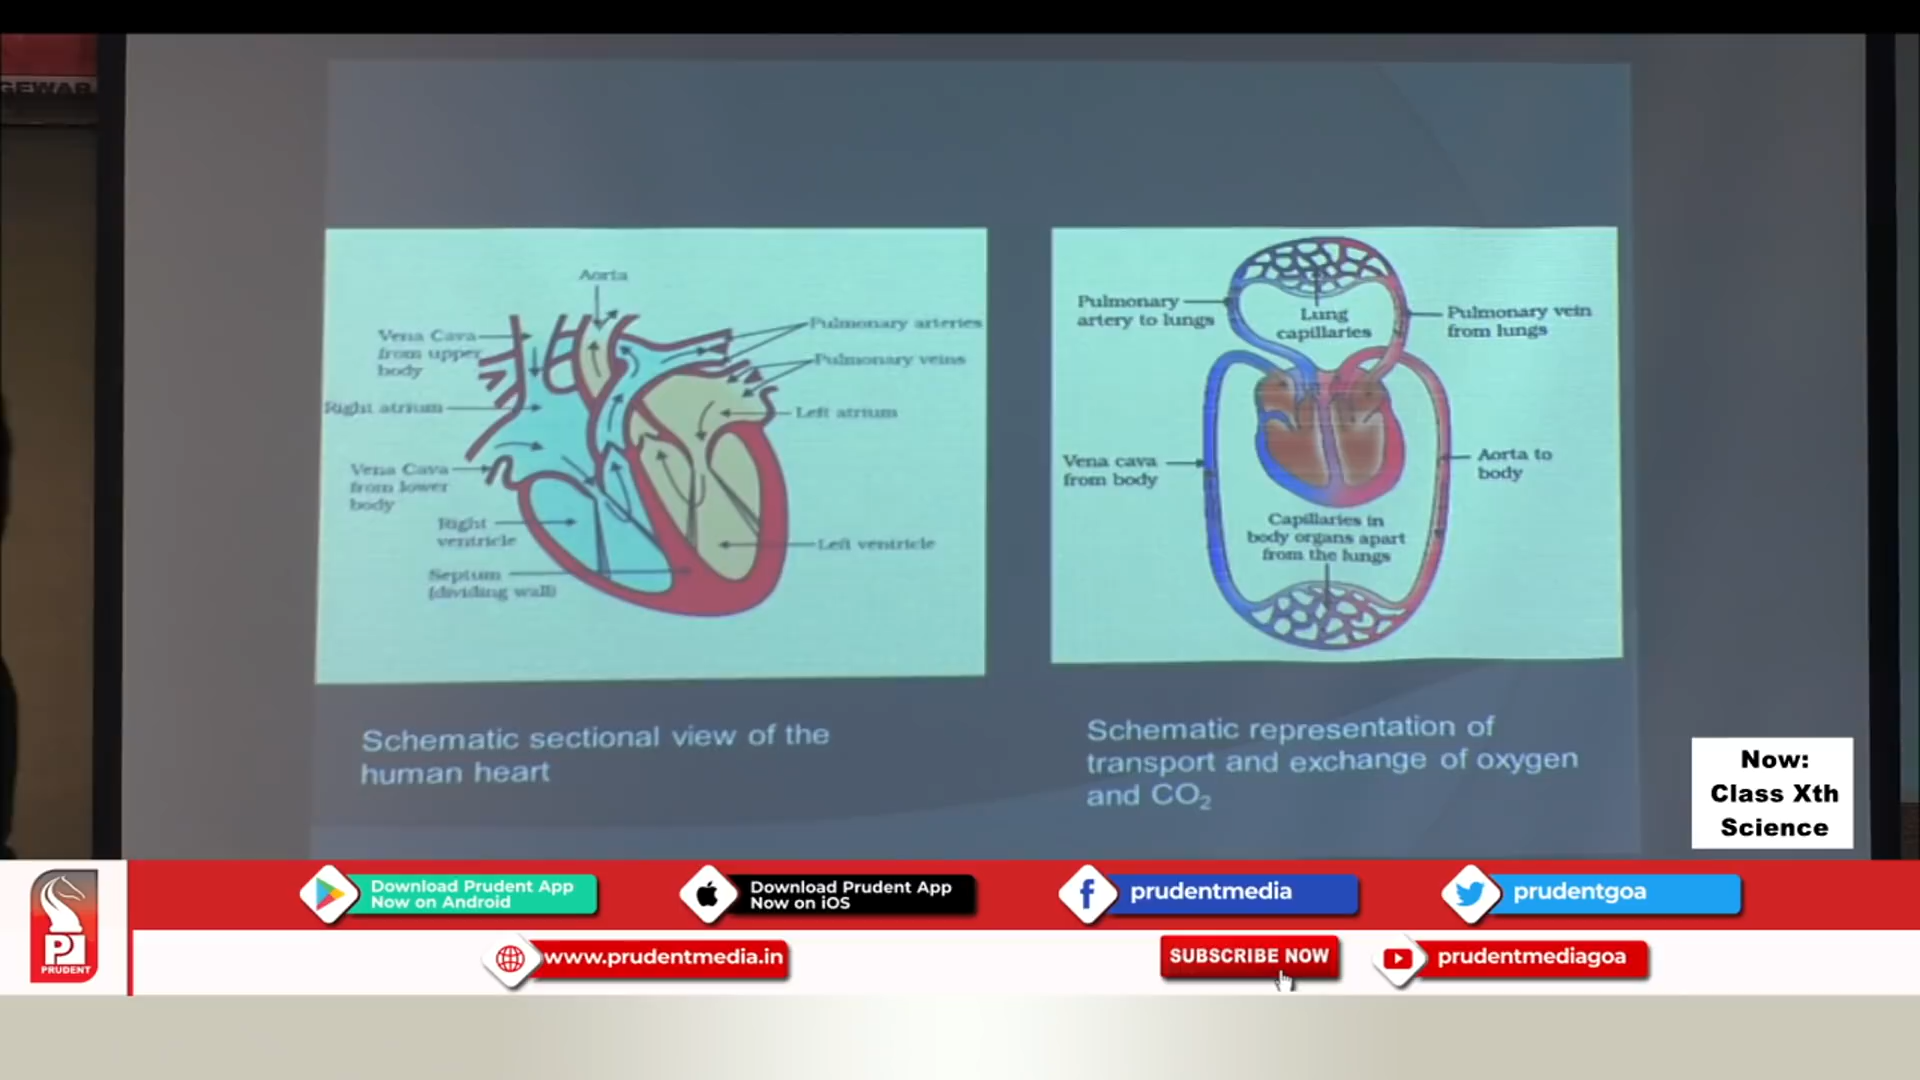 GEWAR
Aorta
Vena Cava
from upper
body
Pulmonary arteries
Pulmonary veins
Right atrium
Left atrium
Vena Cava
from lower
body
Right
ventricle
Left ventricle
Septum
(dividing wall)
Schematic sectional view of the
human heart
Pulmonary
artery to lungs
Lung
capillaries
Pulmonary vein
from lungs
Vena cava
from body
Aorta to
body
Capillaries in
body organs apart
from the lungs
Schematic representation of
transport and exchange of oxygen
and CO₂
Now:
Class Xth
Science
PRUDENT
Download Prudent App
Now on Android
Download Prudent App
Now on iOS
prudentmedia
prudentgoa
www.prudentmedia.in
SUBSCRIBE NOW
prudentmediagoa